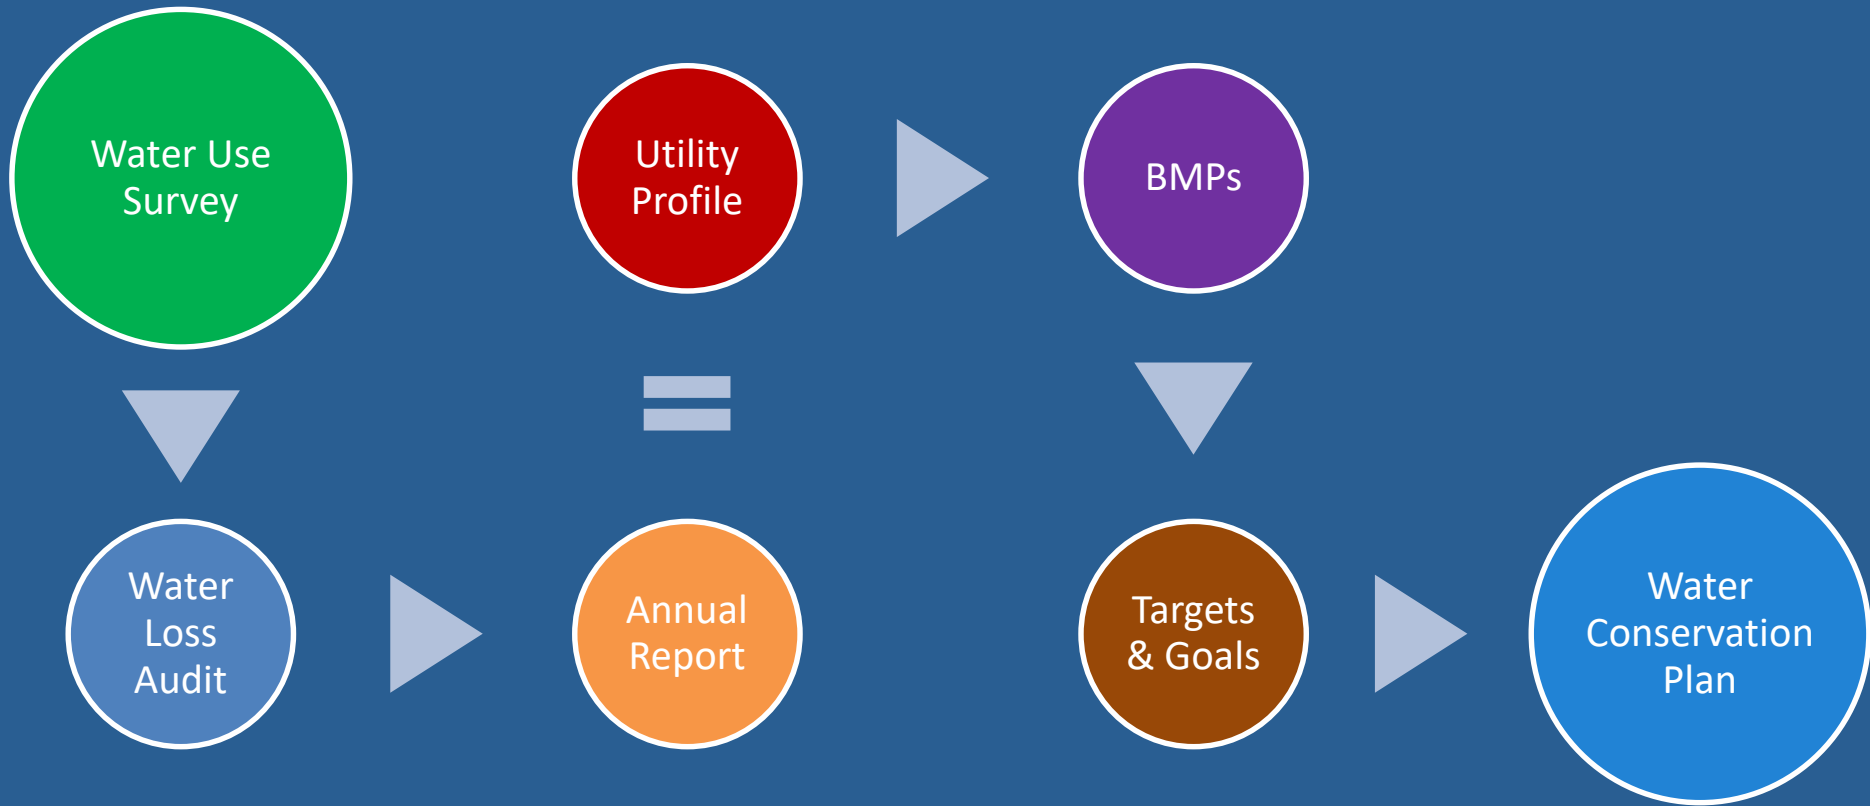 Water Use
Survey
Water
Loss
Audit
Annual
Report
Utility
Profile
BMPs
Targets
& Goals
Water
Conservation
Plan